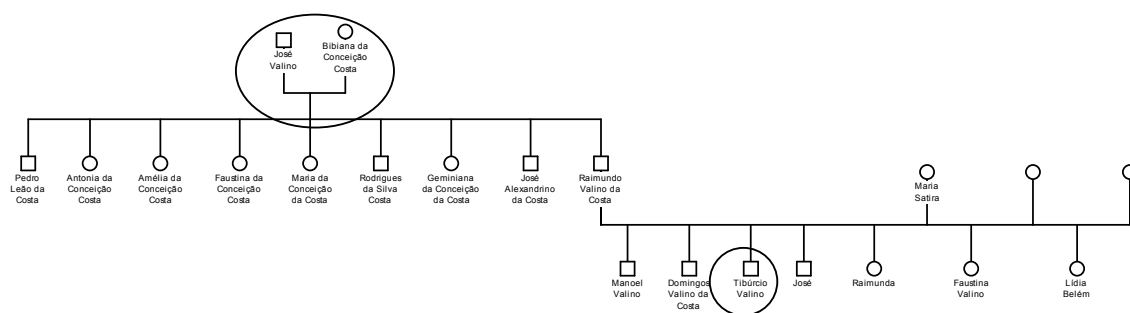 José
Valino
Bibiana da
Conceição
Costa
Pedro
Leão da
Costa
Antonia da
Conceição
Costa
Amélia da
Conceição
Costa
Faustina da
Conceição
Costa
Maria da
Conceição
da Costa
Rodrigues
da Silva
Costa
Geminiana
da Conceição
da Costa
José
Alexandrino
da Costa
Raimundo
Valino da
Costa
Maria
Satira
Manoel
Valino
Domingos
Valino da
Costa
Tibúrcio
Valino
José
Raimunda
Faustina
Valino
Lídia
Belém